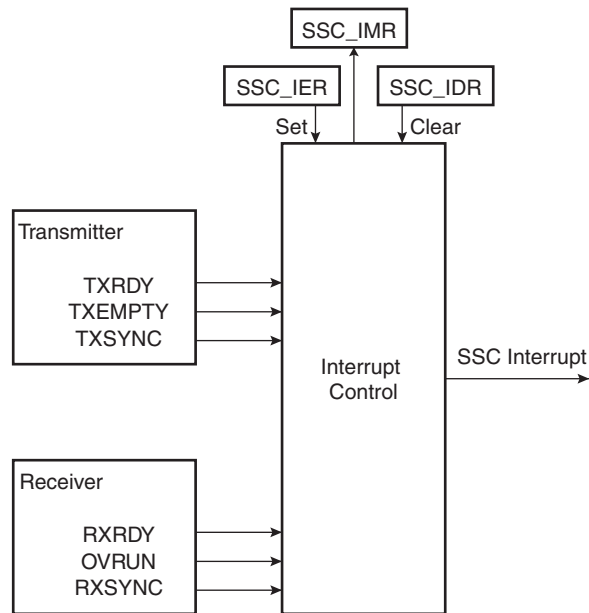 SSC_IMR
SSC_IER
SSC_IDR
Set
Clear
Transmitter
TXRDY
TXEMPTY
TXSYNC
Interrupt
Control
SSC Interrupt
Receiver
RXRDY
OVRUN
RXSYNC